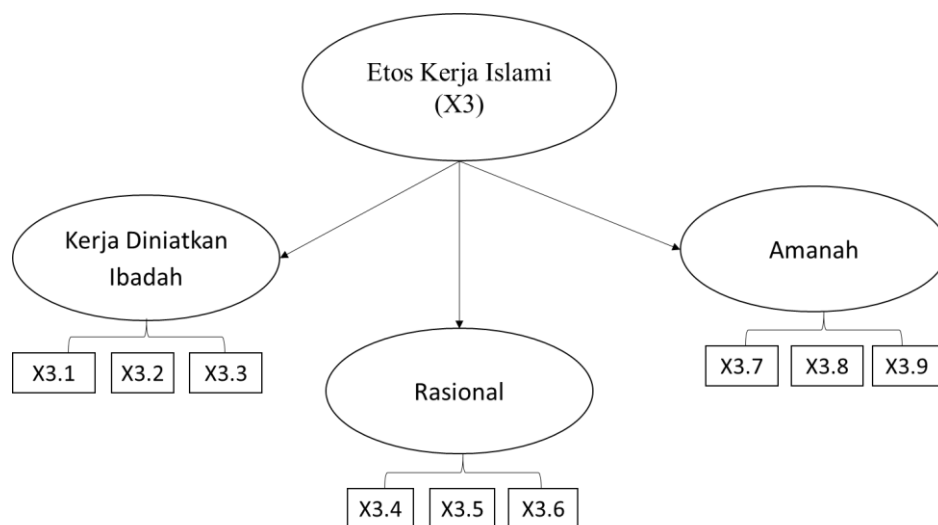 Etos Kerja Islami
(X3)
Kerja Diniatkan
Ibadah
X3.1
X3.2
X3.3
Rasional
X3.4
X3.5
X3.6
Amanah
X3.7
X3.8
X3.9